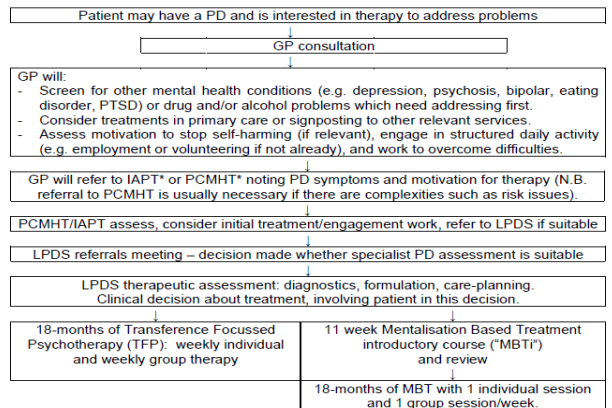 Patient may have a PD and is interested in therapy to address problems
GP consultation
GP will:
- Screen for other mental health conditions (e.g. depression, psychosis, bipolar, eating
disorder, PTSD) or drug and/or alcohol problems which need addressing first.
- Consider treatments in primary care or signposting to other relevant services.
- Assess motivation to stop self-harming (if relevant), engage in structured daily activity
(e.g. employment or volunteering if not already), and work to overcome difficulties.
GP will refer to IAPT* or PCMHT* noting PD symptoms and motivation for therapy (N.B.
referral to PCMHT is usually necessary if there are complexities such as risk issues).
PCMHT/IAPT assess, consider initial treatment/engagement work, refer to LPDS if suitable
LPDS referrals meeting – decision made whether specialist PD assessment is suitable
LPDS therapeutic assessment: diagnostics, formulation, care-planning.
Clinical decision about treatment, involving patient in this decision.
18-months of Transference Focussed
Psychotherapy (TFP): weekly individual
and weekly group therapy
11 week Mentalisation Based Treatment
introductory course (“MBTi”)
and review
18-months of MBT with 1 individual session
and 1 group session/week.